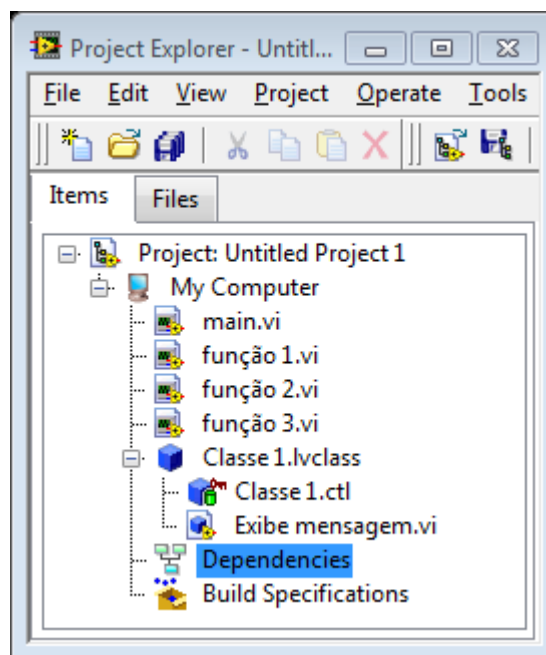 Project Explorer - Untitl...
File Edit View Project Operate Tools
Items Files
Project: Untitled Project 1
My Computer
main.vi
função 1.vi
função 2.vi
função 3.vi
Classe 1.lvclass
Classe 1.ctl
Exibe mensagem.vi
Dependencies
Build Specifications